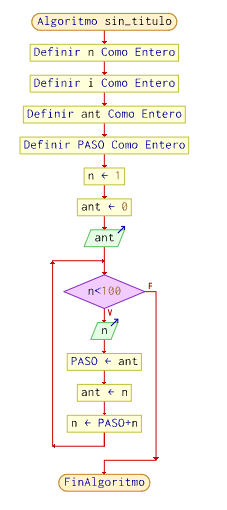 Algoritmo sin_titulo
Definir n Como Entero
Definir i Como Entero
Definir ant Como Entero
Definir PASO Como Entero
n ← 1
ant ← 0
ant
n<100
F
V
n
PASO ← ant
ant ← n
n ← PASO+n
FinAlgoritmo